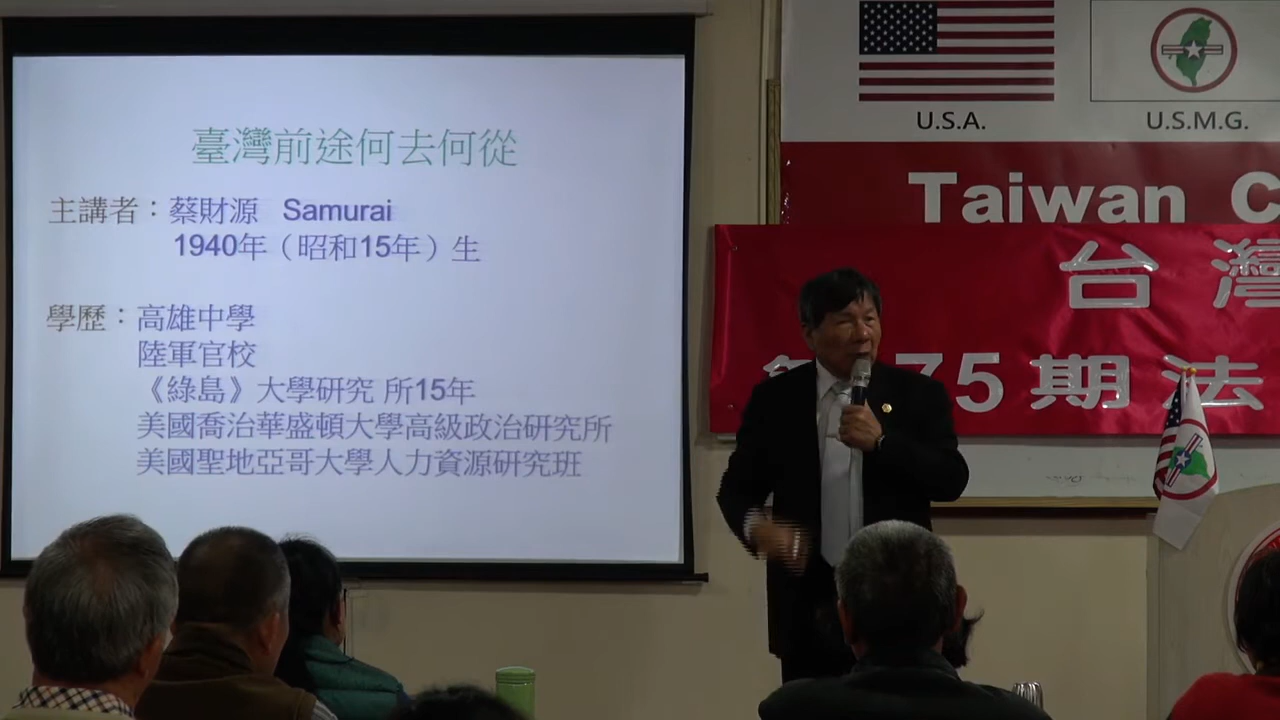 臺灣前途何去何從
主講者：蔡財源 Samurai
1940年（昭和15年）生
學歷：高雄中學
陸軍官校
《綠島》大學研究 所15年
美國喬治華盛頓大學高級政治研究所
美國聖地亞哥大學人力資源研究班
U.S.A.
U.S.M.G.
Taiwan C
台灣
75期法